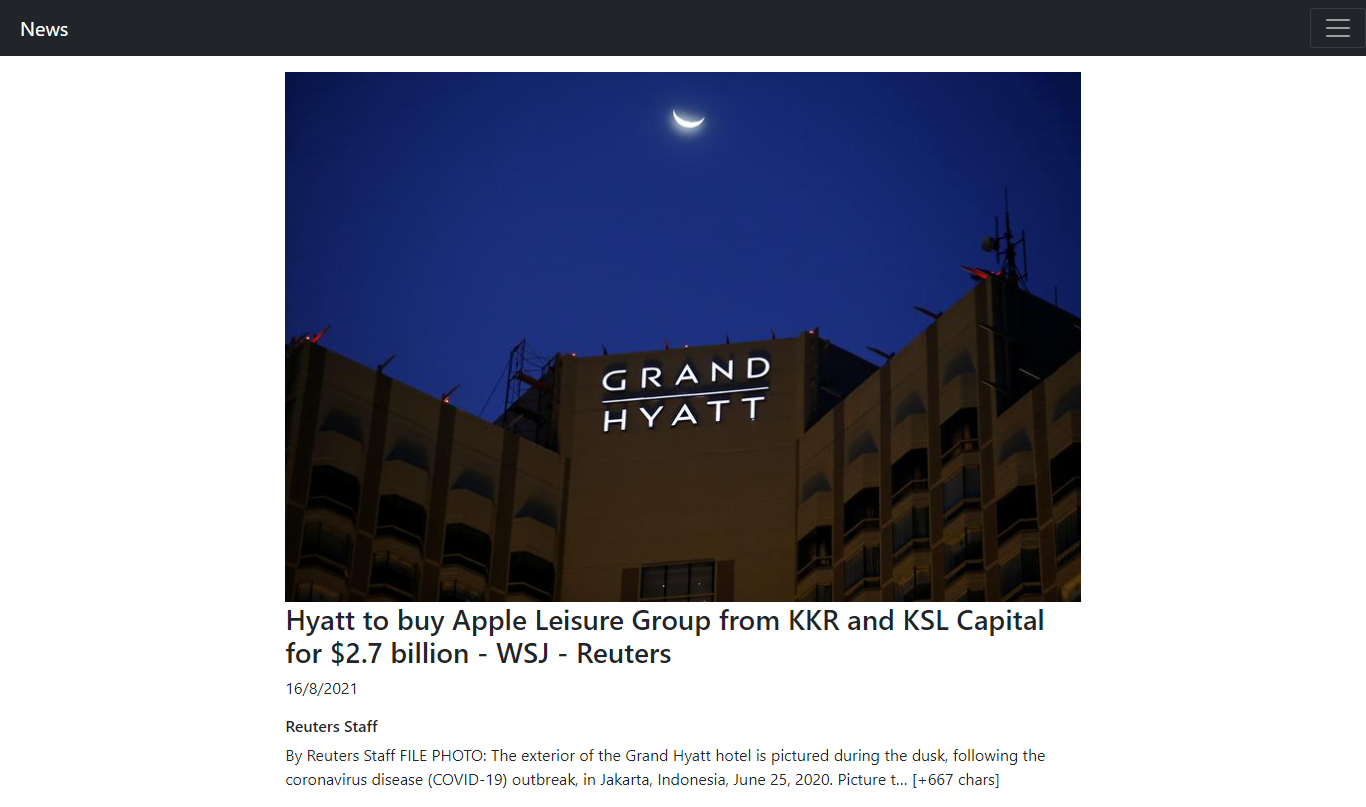 News
GRAND
HYATT
Hyatt to buy Apple Leisure Group from KKR and KSL Capital
for $2.7 billion - WSJ - Reuters
16/8/2021
Reuters Staff
By Reuters Staff FILE PHOTO: The exterior of the Grand Hyatt hotel is pictured during the dusk, following the
coronavirus disease (COVID-19) outbreak, in Jakarta, Indonesia, June 25, 2020. Picture t… [+667 chars]